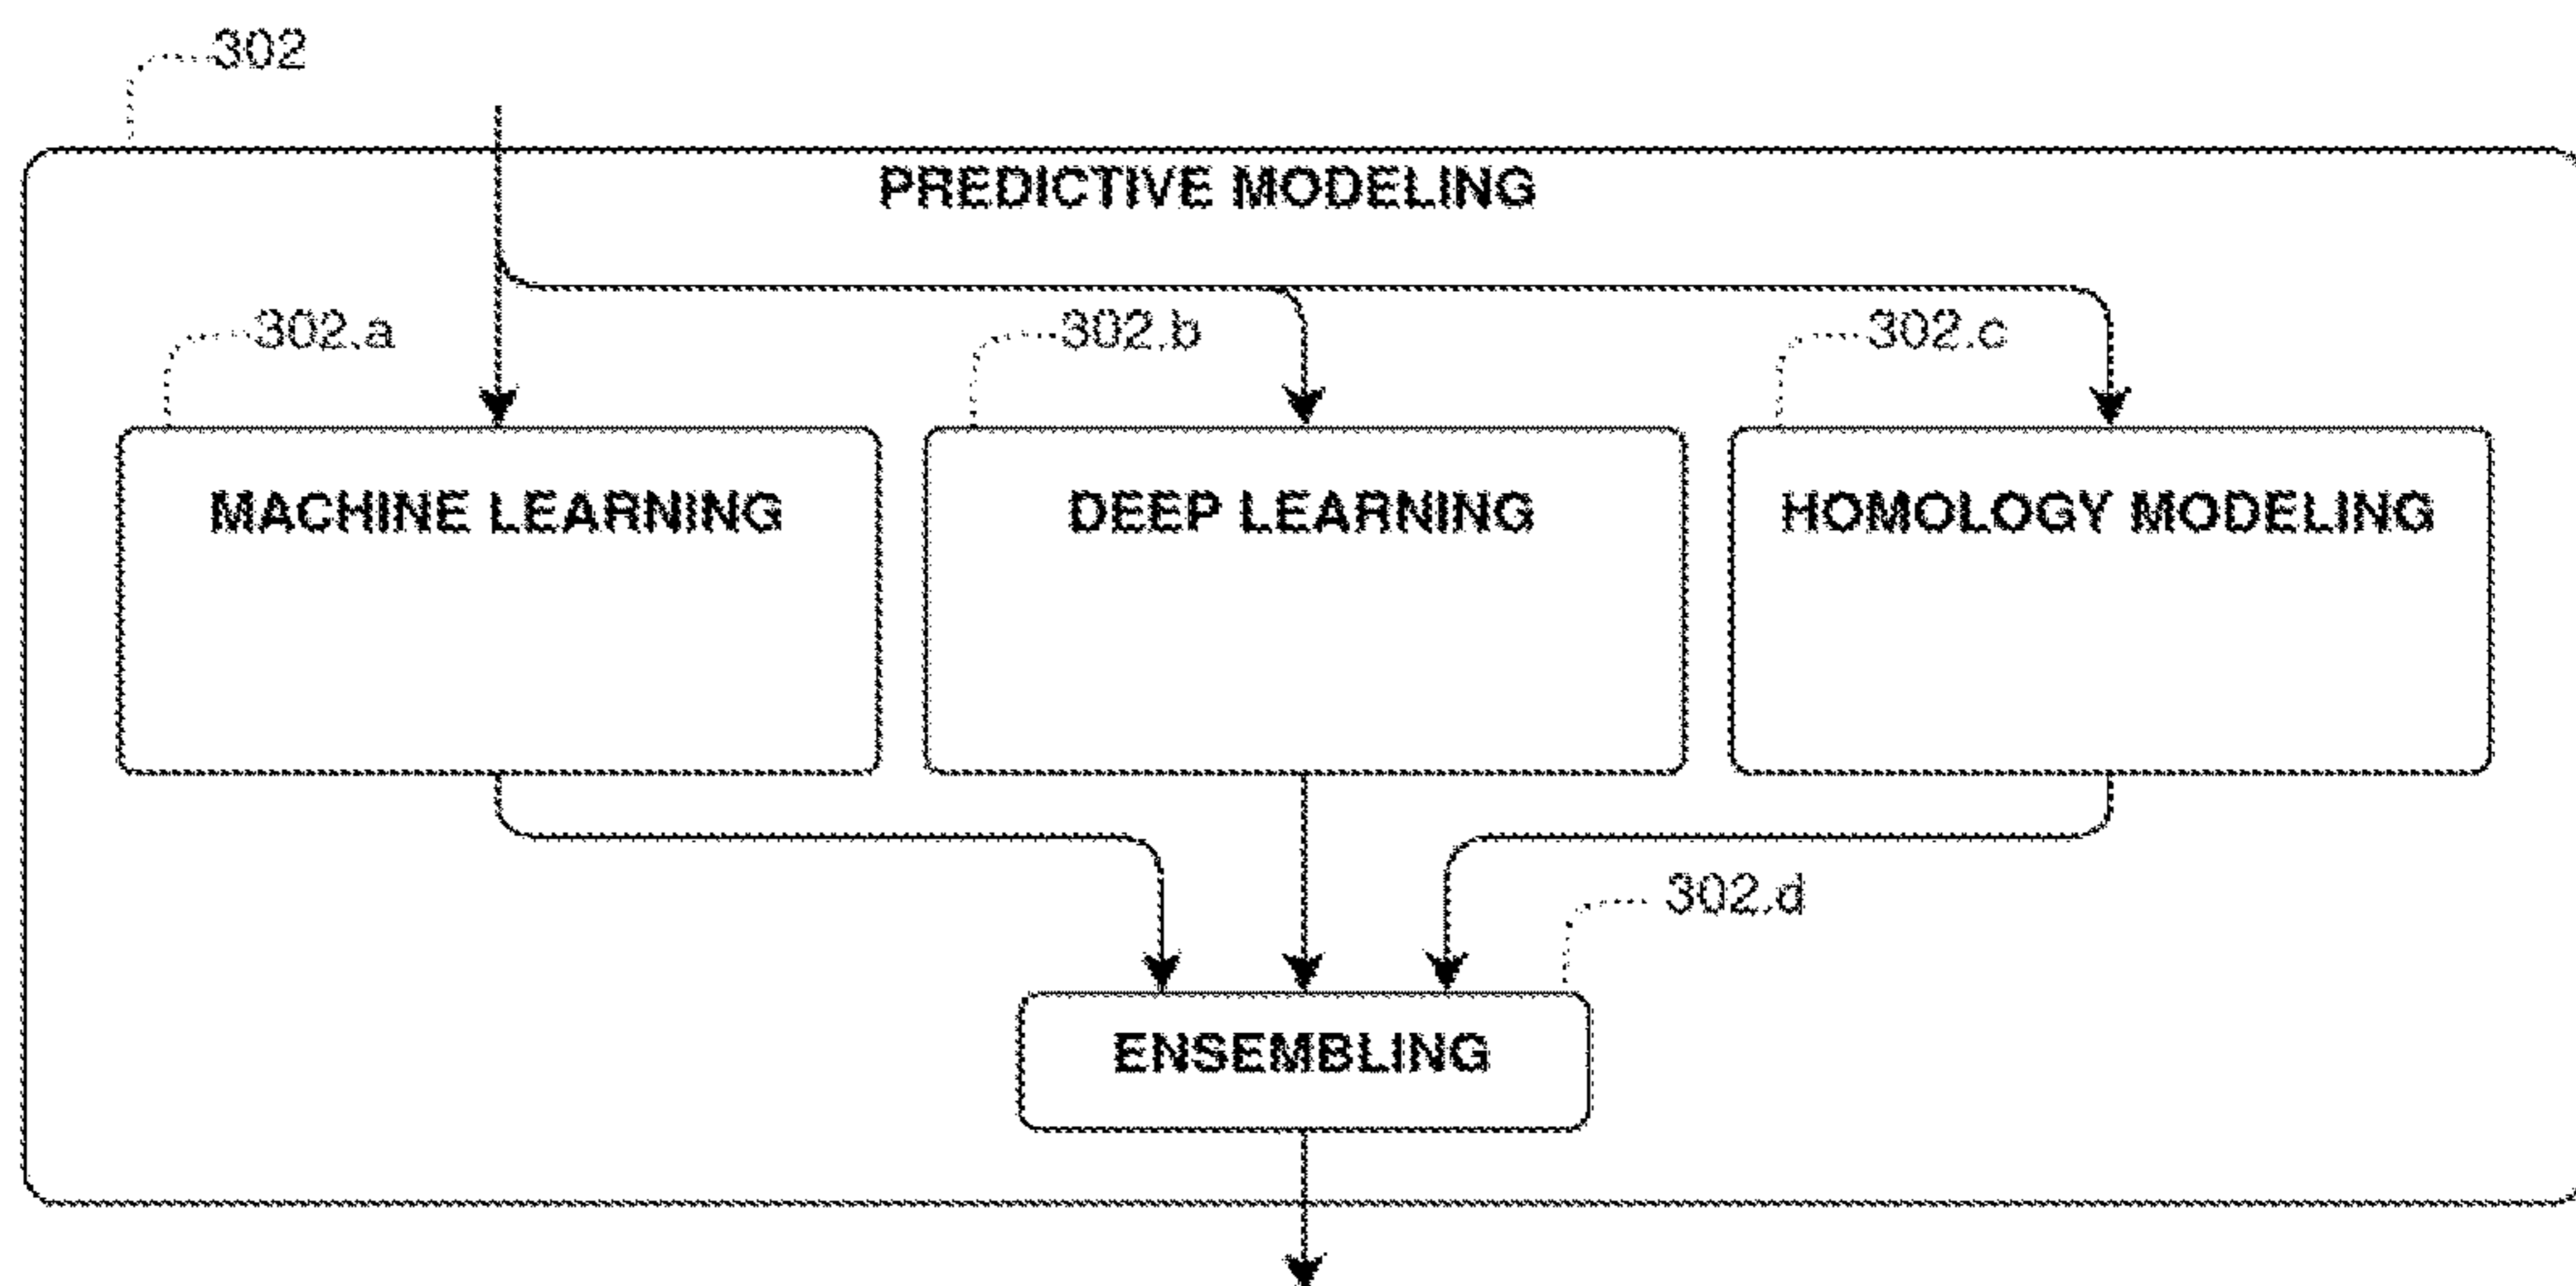 302
PREDICTIVE MODELING
302.a
302.b
302.c
MACHINE LEARNING
DEEP LEARNING
HOMOLOGY MODELING
302.d
ENSEMBLING